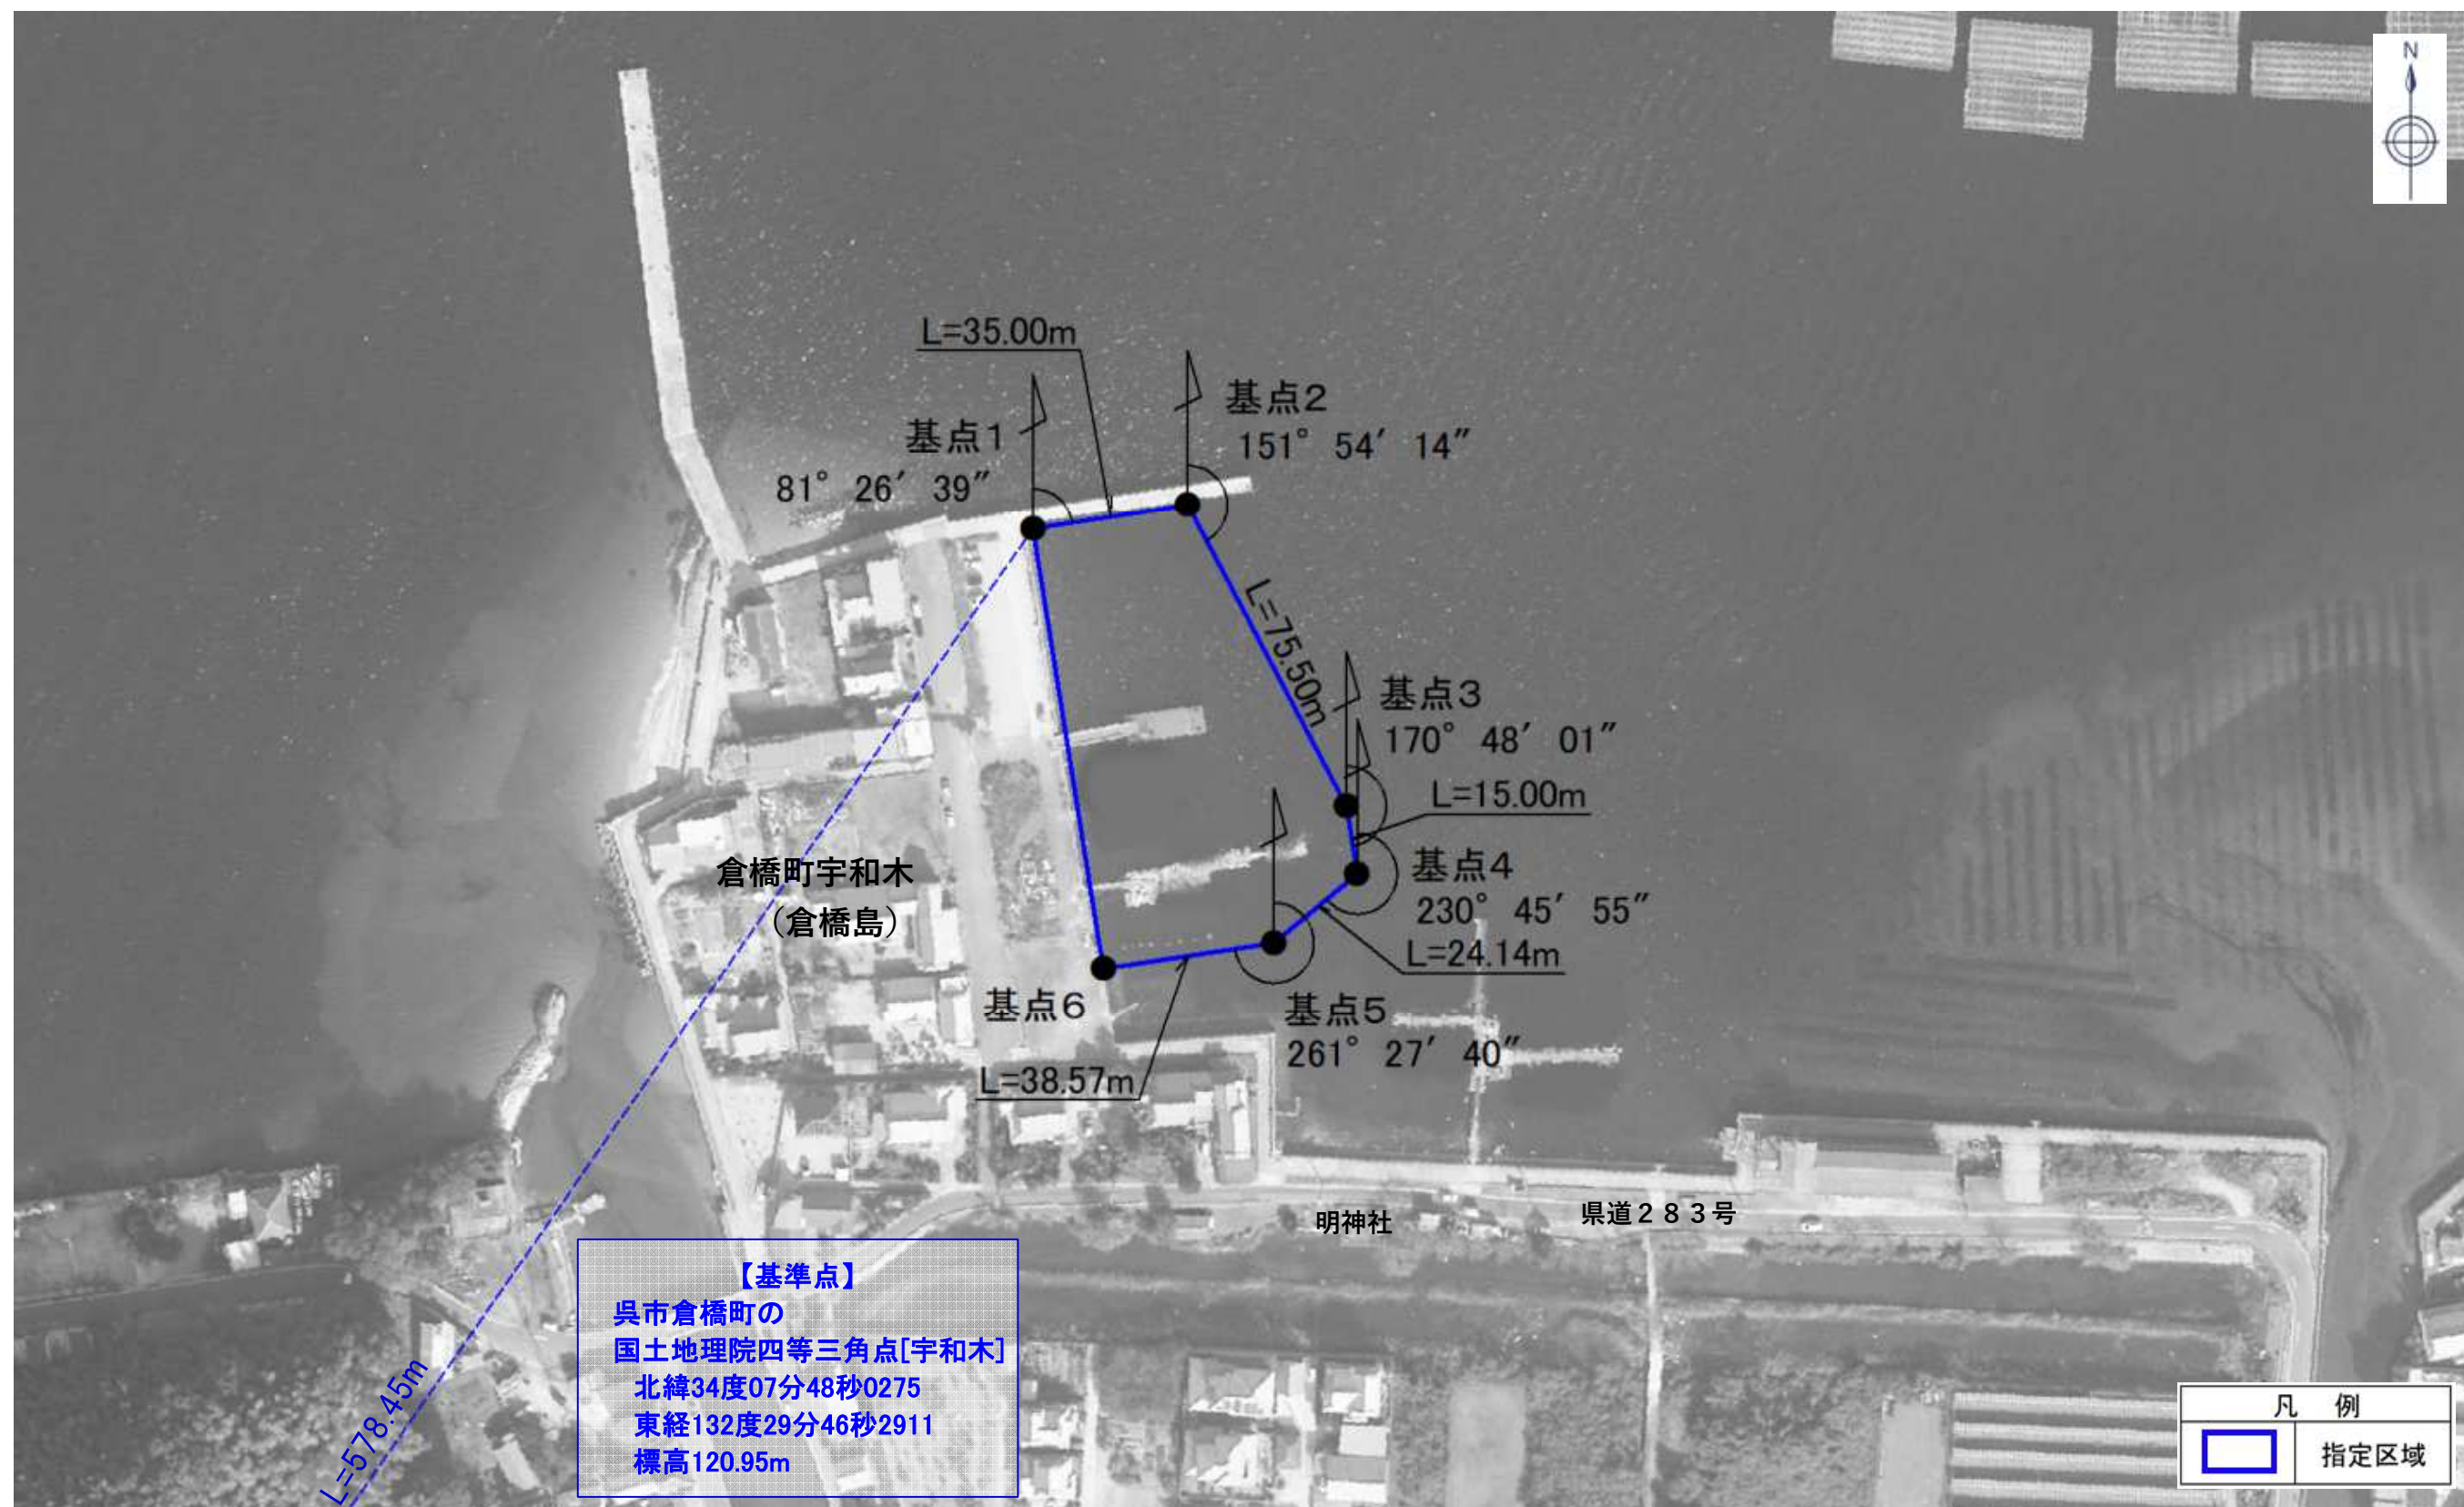 N
L=35.00m
基点2
151° 54′ 14″
基点1
81° 26′ 39″
L=75.50m
基点3
170° 48′ 01″
L=15.00m
基点4
230° 45′ 55″
L=24.14m
倉橋町宇和木
（倉橋島）
基点6
基点5
261° 27′ 40″
L=38.57m
明神社
県道２８３号
【基準点】
呉市倉橋町の
国土地理院四等三角点[宇和木]
北緯34度07分48秒0275
東経132度29分46秒2911
標高120.95m
L=578.45m
凡 例
指定区域